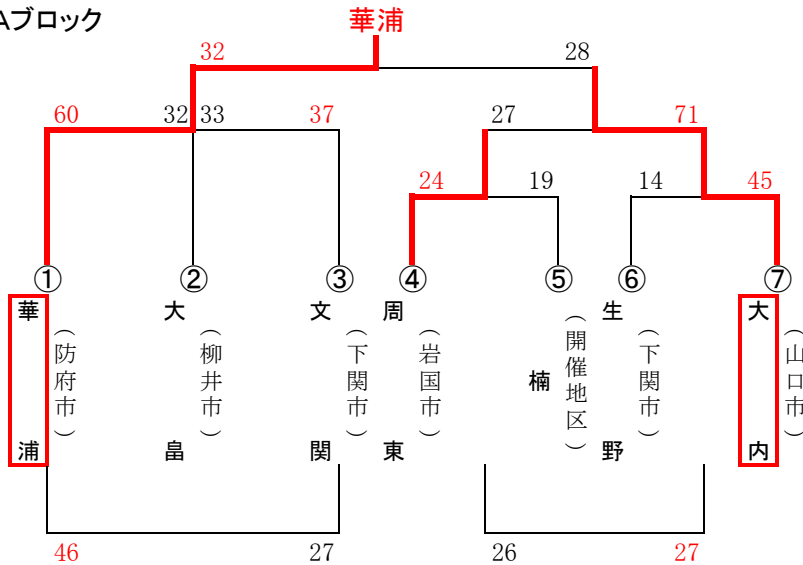 Aブロック
華浦
32
28
60
32
33
37
27
71
24
19
14
45
①
②
③
④
⑤
⑥
⑦
華浦
（防府市）
大畠
（柳井市）
文関
（下関市）
周東
（岩国市）
楠
（開催地区）
生野
（下関市）
大内
（山口市）
46
27
26
27